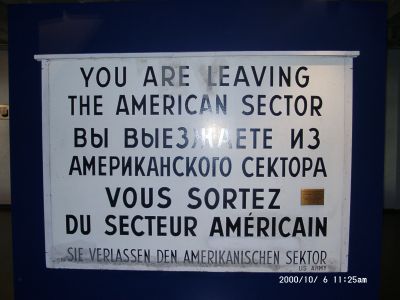 YOU ARE LEAVING
THE AMERICAN SECTOR
ВЫ ВЫЕЗЖАЕТЕ ИЗ
АМЕРИКАНСКОГО СЕКТОРА
VOUS SORTEZ
DU SECTEUR AMÉRICAIN
SIE VERLASSEN DEN AMERIKANISCHEN SEKTOR
US ARMY
2000/10/ 6 11:25am